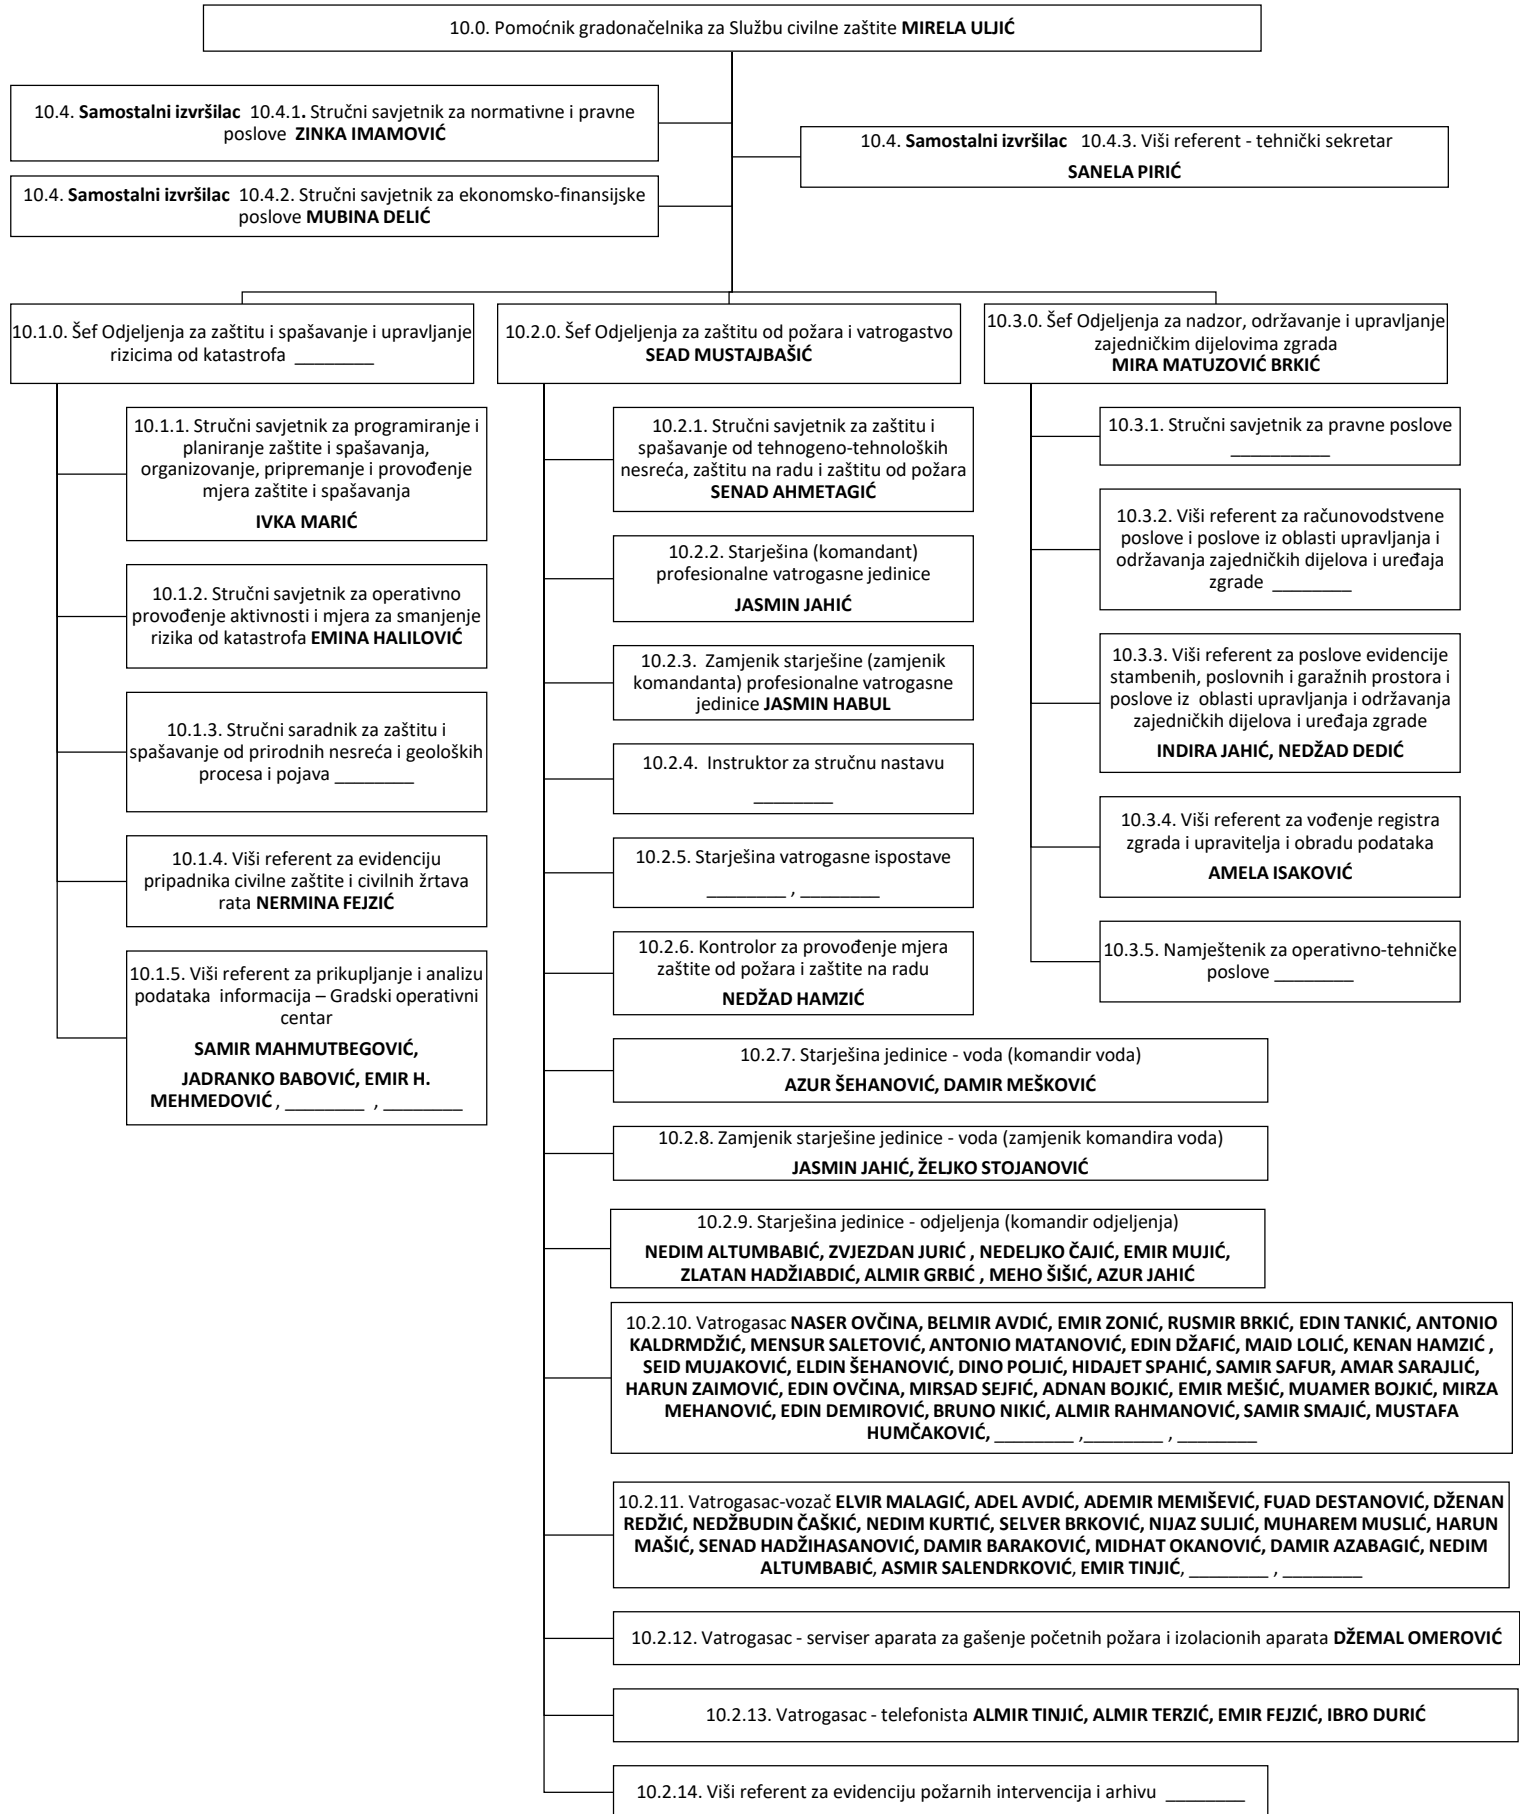 10.0. Pomoćnik gradonačelnika za Službu civilne zaštite MIRELA ULJIĆ
10.4. Samostalni izvršilac 10.4.1. Stručni savjetnik za normativne i pravne
poslove ZINKA IMAMOVIĆ
10.4. Samostalni izvršilac 10.4.3. Viši referent - tehnički sekretar
SANELA PIRIĆ
10.4. Samostalni izvršilac 10.4.2. Stručni savjetnik za ekonomsko-finansijske
poslove MUBINA DELIĆ
10.1.0. Šef Odjeljenja za zaštitu i spašavanje i upravljanje
rizicima od katastrofa ________
10.1.1. Stručni savjetnik za programiranje i
planiranje zaštite i spašavanja,
organizovanje, pripremanje i provođenje
mjera zaštite i spašavanja
IVKA MARIĆ
10.1.2. Stručni savjetnik za operativno
provođenje aktivnosti i mjera za smanjenje
rizika od katastrofa EMINA HALILOVIĆ
10.1.3. Stručni saradnik za zaštitu i
spašavanje od prirodnih nesreća i geoloških
procesa i pojava ________
10.1.4. Viši referent za evidenciju
pripadnika civilne zaštite i civilnih žrtava
rata NERMINA FEJZIĆ
10.1.5. Viši referent za prikupljanje i analizu
podataka informacija – Gradski operativni
centar
SAMIR MAHMUTBEGOVIĆ,
JADRANKO BABOVIĆ, EMIR H.
MEHMEDOVIĆ , ________ , ________
10.2.0. Šef Odjeljenja za zaštitu od požara i vatrogastvo
SEAD MUSTAJBAŠIĆ
10.2.1. Stručni savjetnik za zaštitu i
spašavanje od tehnogeno-tehnoloških
nesreća, zaštitu na radu i zaštitu od požara
SENAD AHMETAGIĆ
10.2.2. Starješina (komandant)
profesionalne vatrogasne jedinice
JASMIN JAHIĆ
10.2.3. Zamjenik starješine (zamjenik
komandanta) profesionalne vatrogasne
jedinice JASMIN HABUL
10.2.4. Instruktor za stručnu nastavu
________
10.2.5. Starješina vatrogasne ispostave
________ , ________
10.2.6. Kontrolor za provođenje mjera
zaštite od požara i zaštite na radu
NEDŽAD HAMZIĆ
10.2.7. Starješina jedinice - voda (komandir voda)
AZUR ŠEHANOVIĆ, DAMIR MEŠKOVIĆ
10.2.8. Zamjenik starješine jedinice - voda (zamjenik komandira voda)
JASMIN JAHIĆ, ŽELJKO STOJANOVIĆ
10.2.9. Starješina jedinice - odjeljenja (komandir odjeljenja)
NEDIM ALTUMBABIĆ, ZVJEZDAN JURIĆ , NEDELJKO ČAJIĆ, EMIR MUJIĆ,
ZLATAN HADŽIABDIĆ, ALMIR GRBIĆ , MEHO ŠIŠIĆ, AZUR JAHIĆ
10.2.10. Vatrogasac NASER OVČINA, BELMIR AVDIĆ, EMIR ZONIĆ, RUSMIR BRKIĆ, EDIN TANKIĆ, ANTONIO
KALDRMDŽIĆ, MENSUR SALETOVIĆ, ANTONIO MATANOVIĆ, EDIN DŽAFIĆ, MAID LOLIĆ, KENAN HAMZIĆ ,
SEID MUJAKOVIĆ, ELDIN ŠEHANOVIĆ, DINO POLJIĆ, HIDAJET SPAHIĆ, SAMIR SAFUR, AMAR SARAJLIĆ,
HARUN ZAIMOVIĆ, EDIN OVČINA, MIRSAD SEJFIĆ, ADNAN BOJKIĆ, EMIR MEŠIĆ, MUAMER BOJKIĆ, MIRZA
MEHANOVIĆ, EDIN DEMIROVIĆ, BRUNO NIKIĆ, ALMIR RAHMANOVIĆ, SAMIR SMAJIĆ, MUSTAFA
HUMČAKOVIĆ, ________ ,________ , ________
10.2.11. Vatrogasac-vozač ELVIR MALAGIĆ, ADEL AVDIĆ, ADEMIR MEMIŠEVIĆ, FUAD DESTANOVIĆ, DŽENAN
REDŽIĆ, NEDŽBUDIN ČAŠKIĆ, NEDIM KURTIĆ, SELVER BRKOVIĆ, NIJAZ SULJIĆ, MUHAREM MUSLIĆ, HARUN
MAŠIĆ, SENAD HADŽIHASANOVIĆ, DAMIR BARAKOVIĆ, MIDHAT OKANOVIĆ, DAMIR AZABAGIĆ, NEDIM
ALTUMBABIĆ, ASMIR SALENDRKOVIĆ, EMIR TINJIĆ, ________ , ________
10.2.12. Vatrogasac - serviser aparata za gašenje početnih požara i izolacionih aparata DŽEMAL OMEROVIĆ
10.2.13. Vatrogasac - telefonista ALMIR TINJIĆ, ALMIR TERZIĆ, EMIR FEJZIĆ, IBRO DURIĆ
10.2.14. Viši referent za evidenciju požarnih intervencija i arhivu ________
10.3.0. Šef Odjeljenja za nadzor, održavanje i upravljanje
zajedničkim dijelovima zgrada
MIRA MATUZOVIĆ BRKIĆ
10.3.1. Stručni savjetnik za pravne poslove
__________
10.3.2. Viši referent za računovodstvene
poslove i poslove iz oblasti upravljanja i
održavanja zajedničkih dijelova i uređaja
zgrade ________
10.3.3. Viši referent za poslove evidencije
stambenih, poslovnih i garažnih prostora i
poslove iz oblasti upravljanja i održavanja
zajedničkih dijelova i uređaja zgrade
INDIRA JAHIĆ, NEDŽAD DEDIĆ
10.3.4. Viši referent za vođenje registra
zgrada i upravitelja i obradu podataka
AMELA ISAKOVIĆ
10.3.5. Namještenik za operativno-tehničke
poslove ________